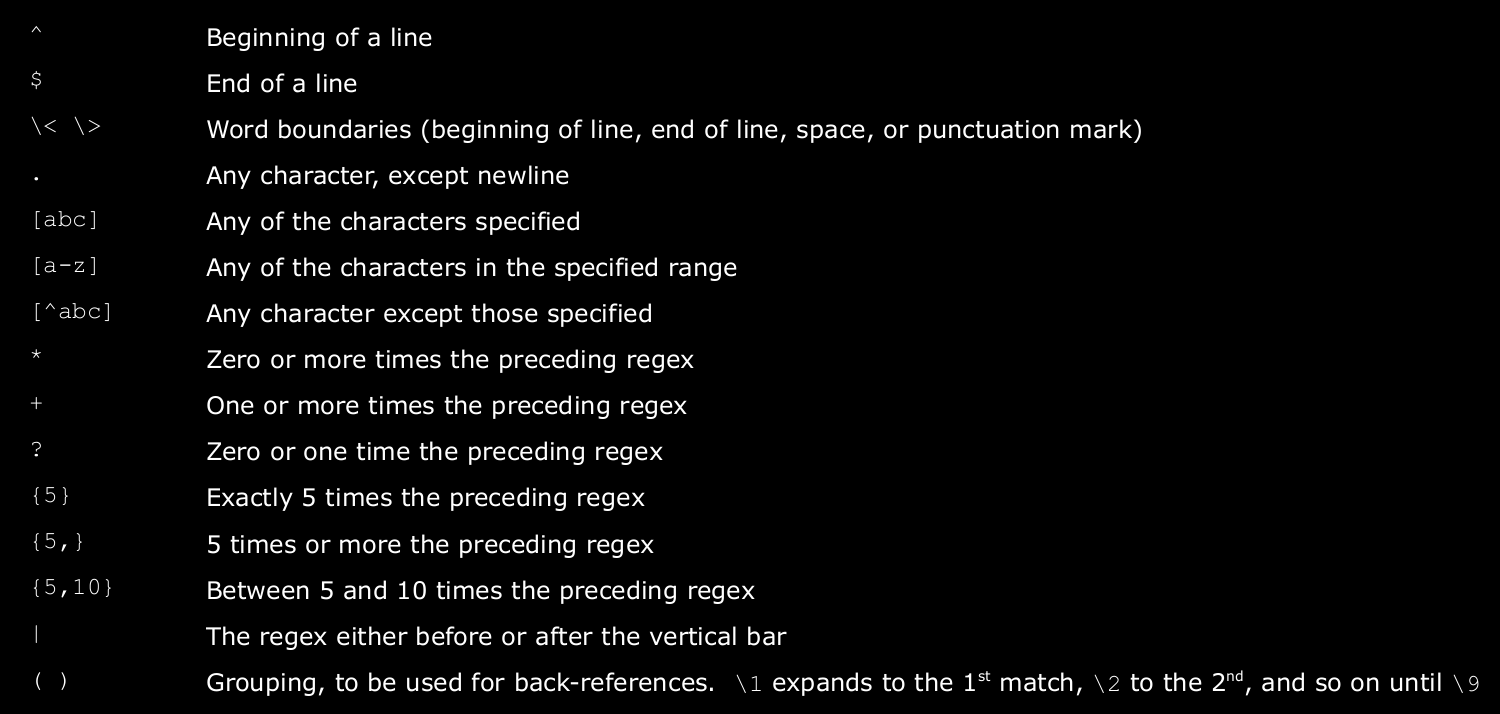 ^ Beginning of a line
$ End of a line
\< \> Word boundaries (beginning of line, end of line, space, or punctuation mark)
. Any character, except newline
[abc] Any of the characters specified
[a-z] Any of the characters in the specified range
[^abc] Any character except those specified
* Zero or more times the preceding regex
+ One or more times the preceding regex
? Zero or one time the preceding regex
{5} Exactly 5 times the preceding regex
{5,} 5 times or more the preceding regex
{5,10} Between 5 and 10 times the preceding regex
| The regex either before or after the vertical bar
( ) Grouping, to be used for back-references. \1 expands to the 1st match, \2 to the 2nd, and so on until \9